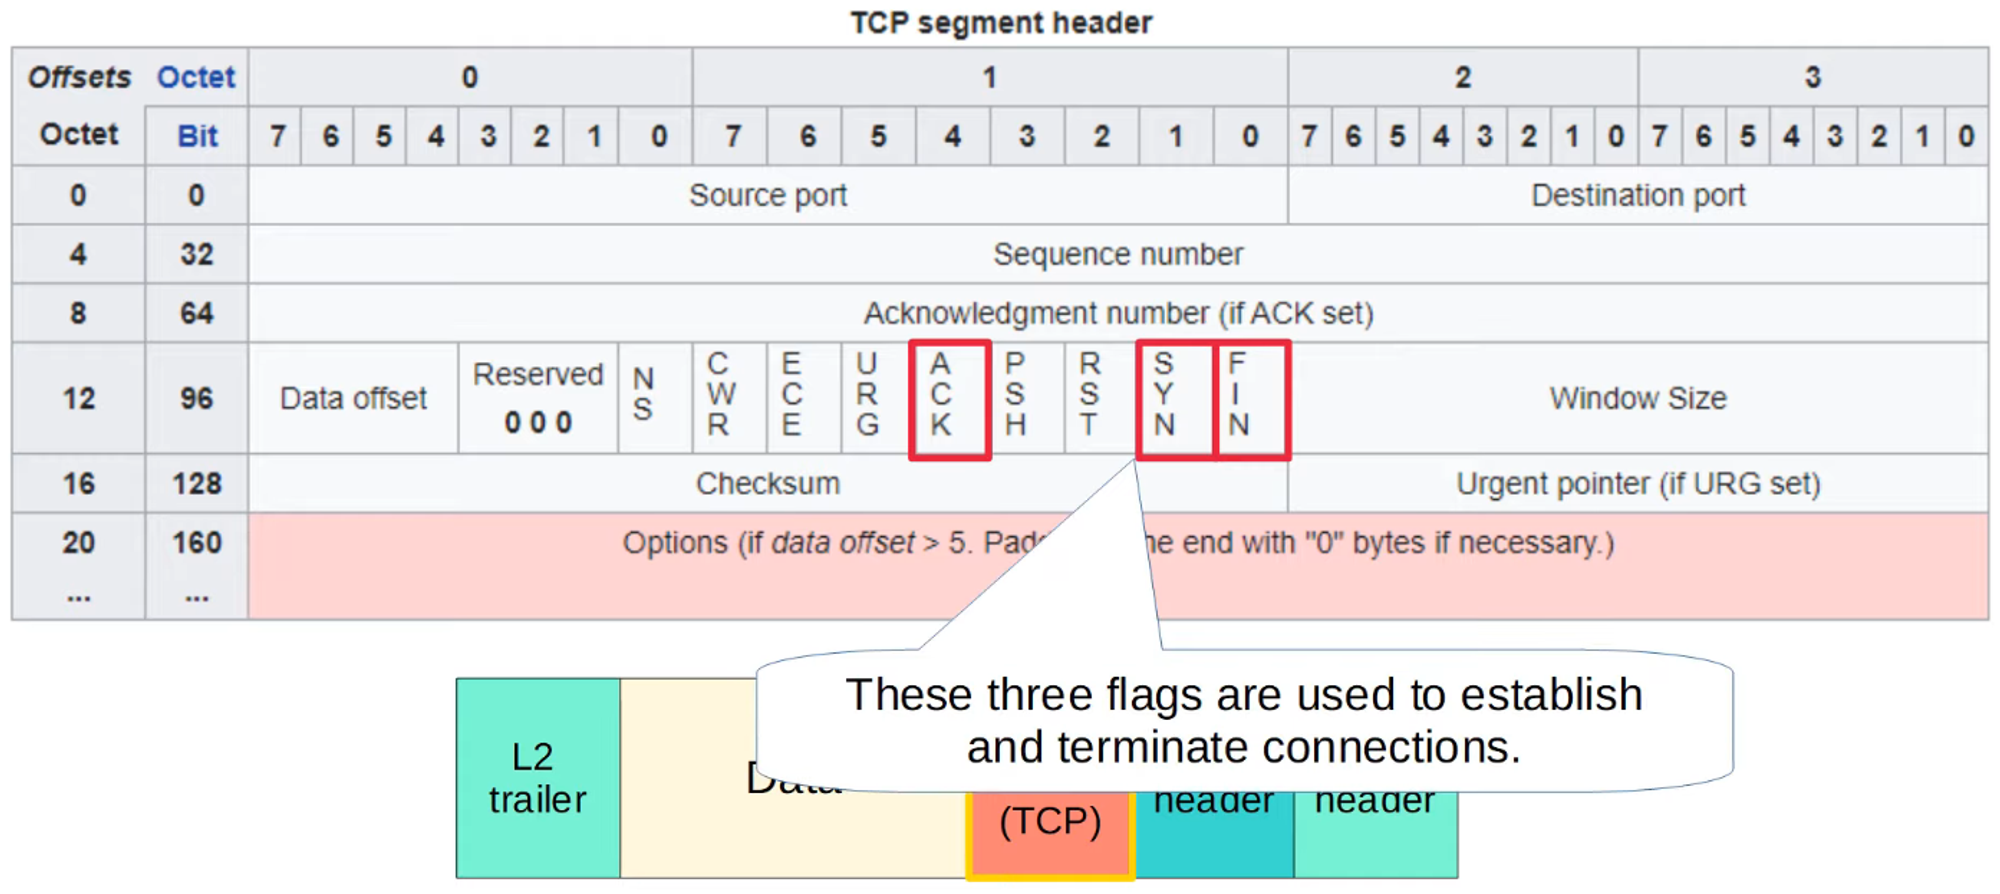 TCP segment header
Offsets Octet 0 1 2 3
Octet Bit 7 6 5 4 3 2 1 0 7 6 5 4 3 2 1 0 7 6 5 4 3 2 1 0 7 6 5 4 3 2 1 0
0 0 Source port Destination port
4 32 Sequence number
8 64 Acknowledgment number (if ACK set)
12 96 Data offset Reserved 0 0 0 NS CWR ECE URG ACK PSH RST SYN FIN Window Size
16 128 Checksum Urgent pointer (if URG set)
20 160 Options (if data offset > 5. end with "0" bytes if necessary.)
... ...
These three flags are used to establish
and terminate connections.
L2
trailer
Data
(TCP)
header
header